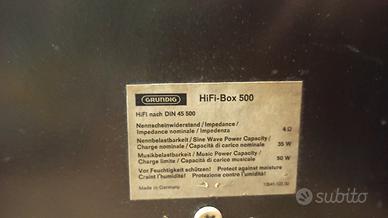 GRUNDIG HiFi-Box 500
HiFi nach DIN 45 500
Nennscheinwiderstand / Impedance /
Impédance nominale / Impedenza 4 Ω
Nennbelastbarkeit / Sine Wave Power Capacity /
Charge nominale / Capacità di carico nominale 35 W
Musikbelastbarkeit / Music Power Capacity /
Charge limite / Capacità di carico musicale 50 W
Vor Feuchtigkeit schützen! Protect against moisture
Craint l'humidité! Protezione contro l'umidità!
Made in Germany
subito